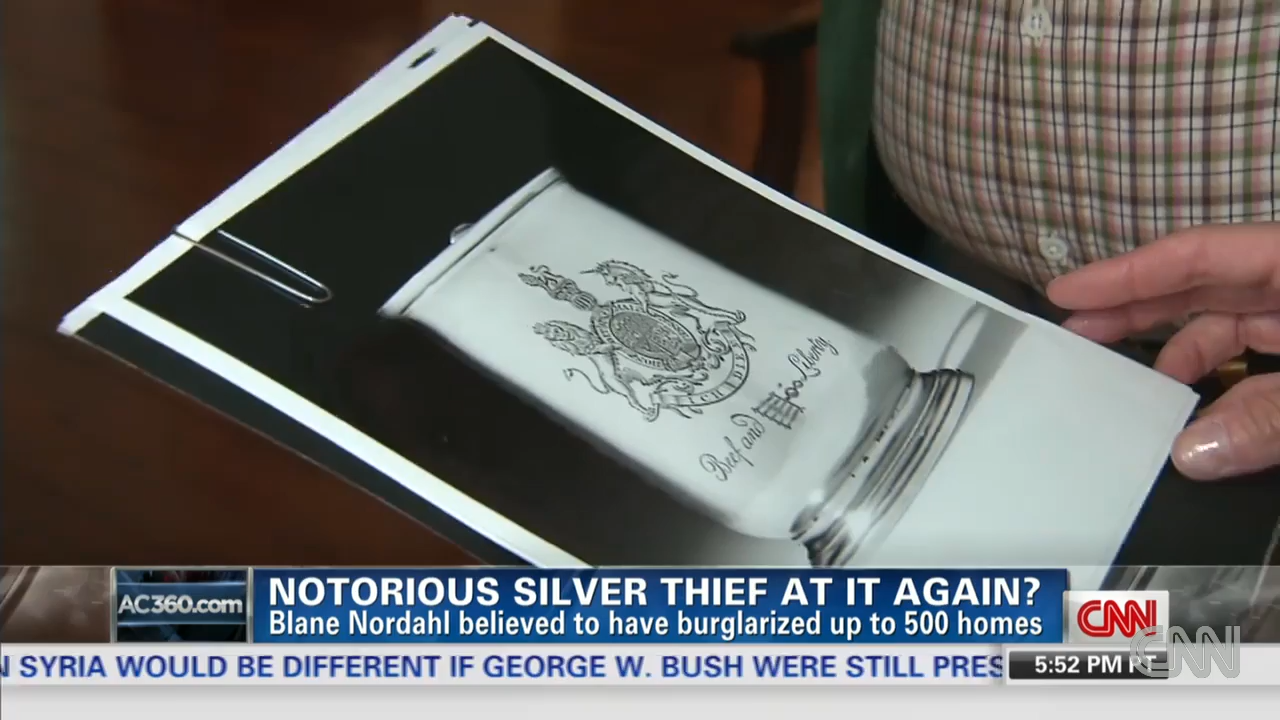 Beef and Liberty
NOTORIOUS SILVER THIEF AT IT AGAIN?
AC360.com
Blane Nordahl believed to have burglarized up to 500 homes
CNN
N SYRIA WOULD BE DIFFERENT IF GEORGE W. BUSH WERE STILL PRES
5:52 PM PT
CNN